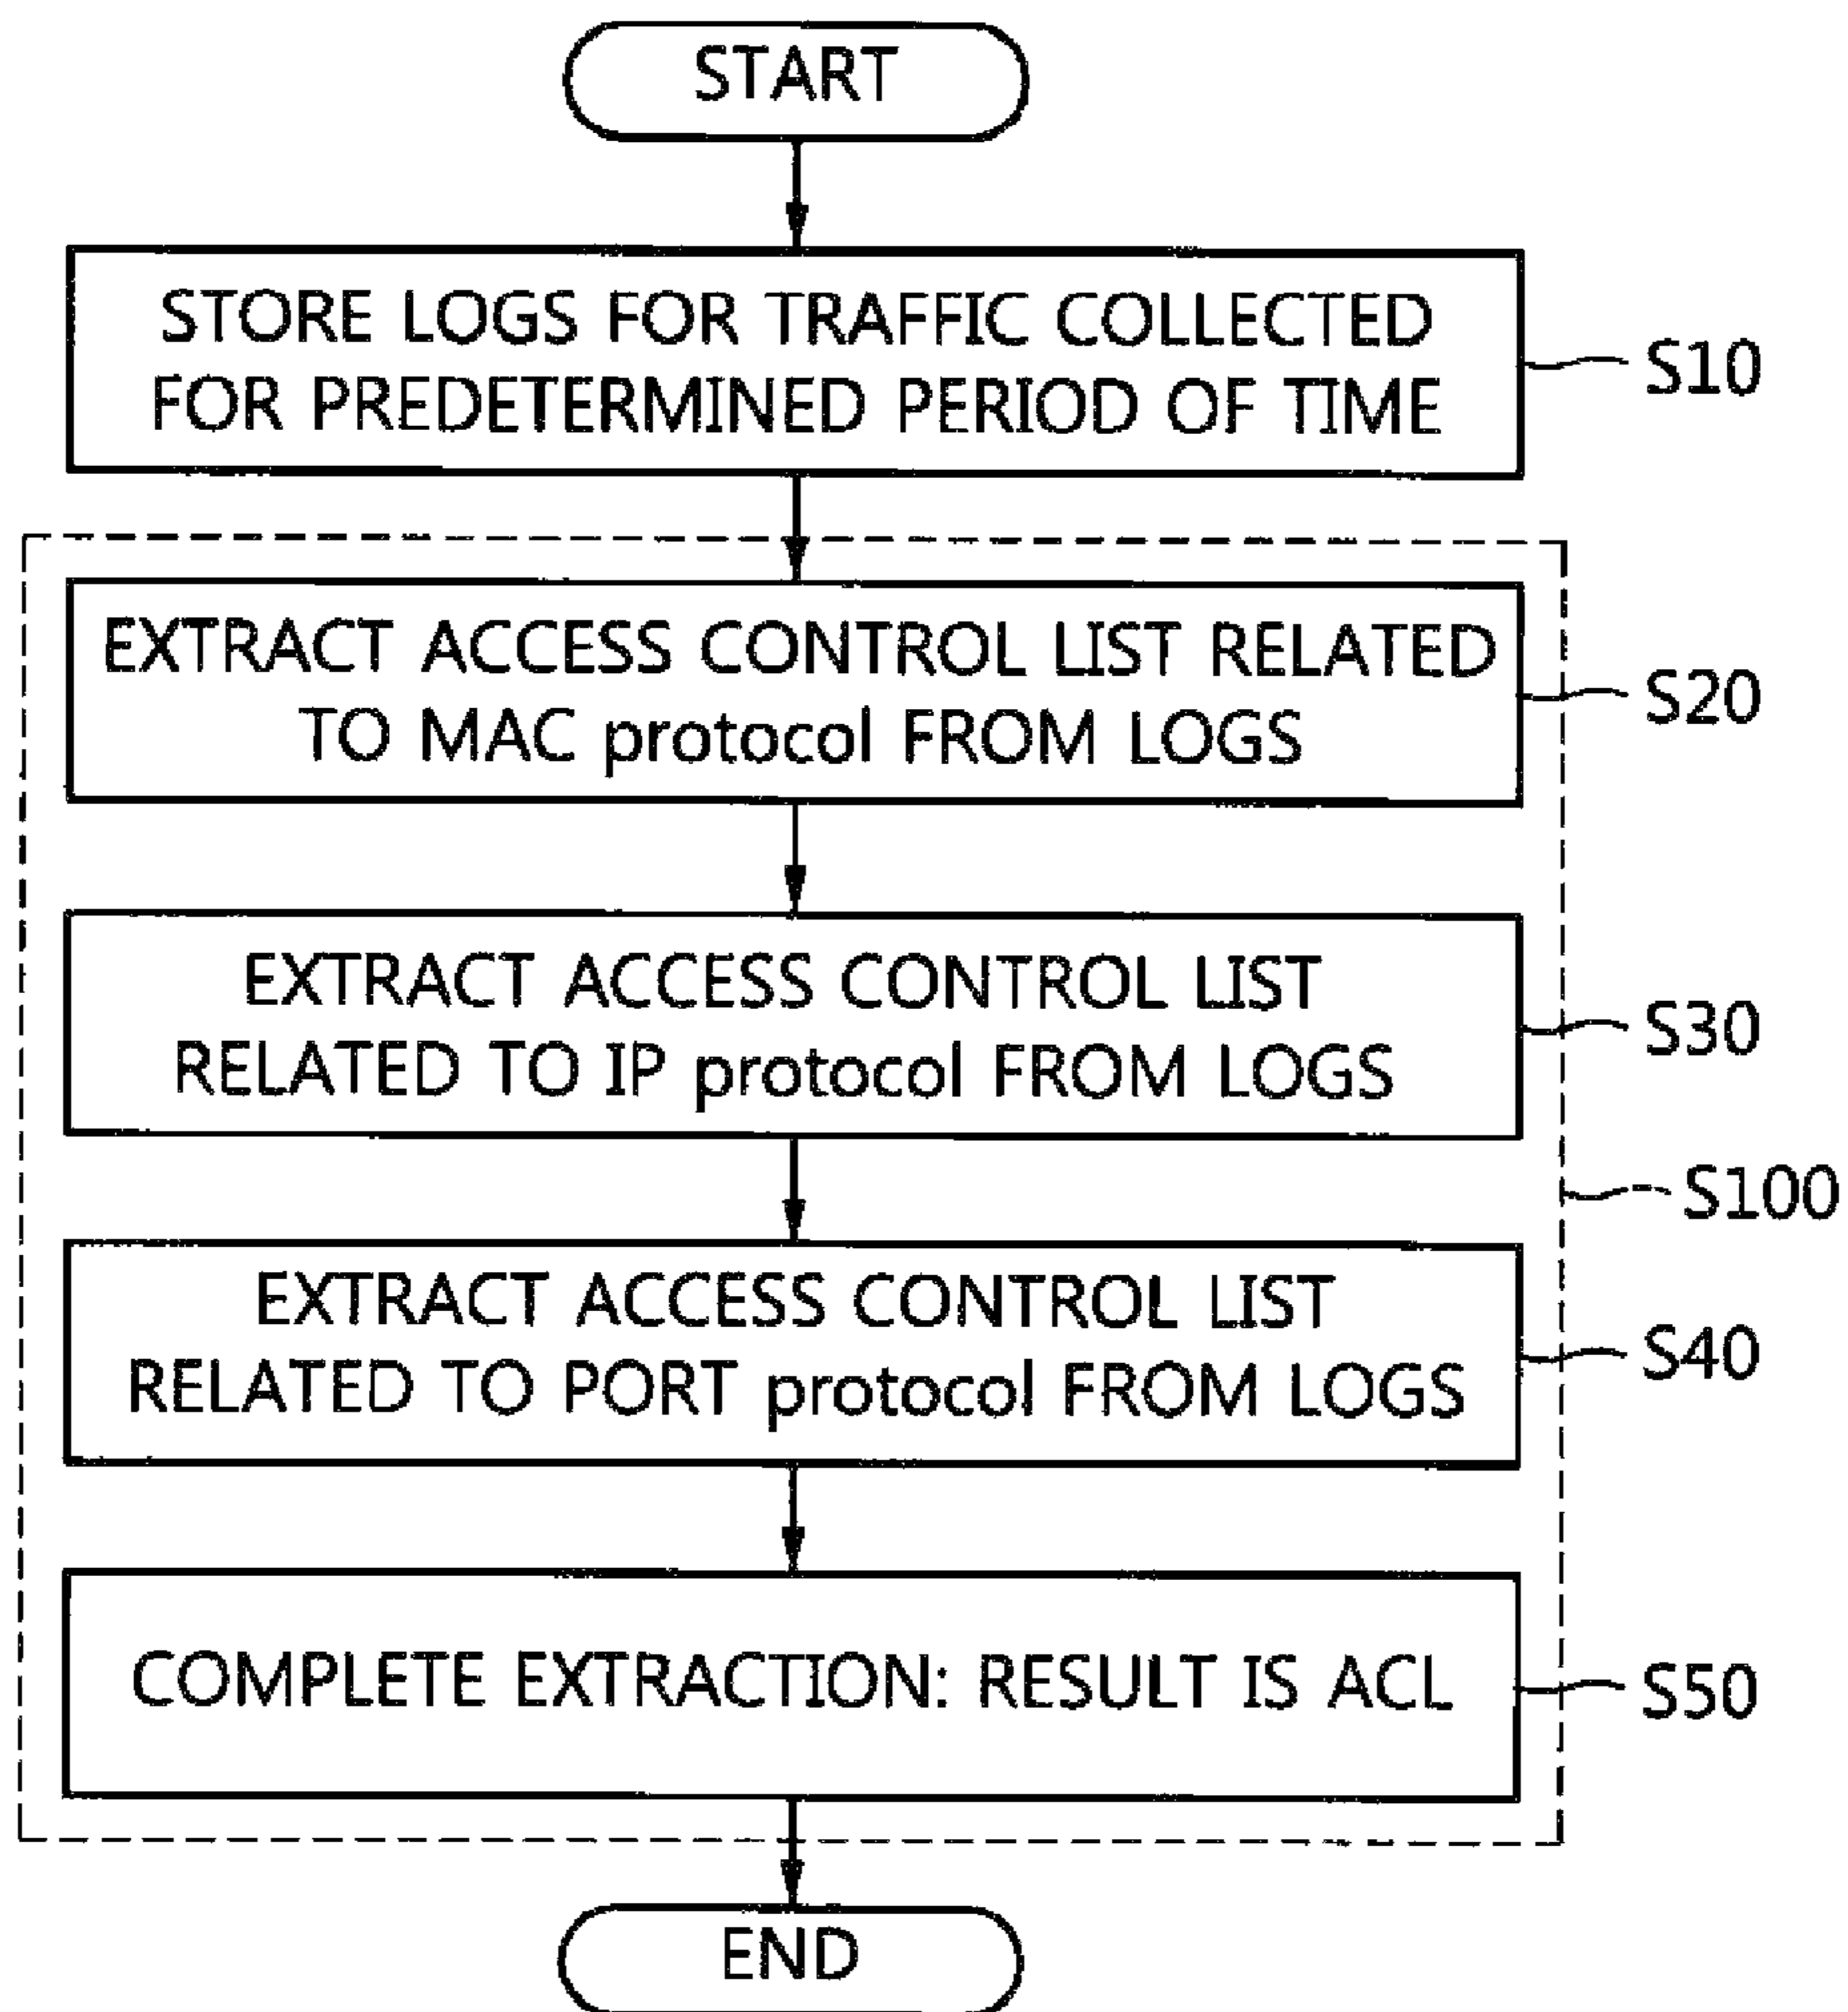 START
STORE LOGS FOR TRAFFIC COLLECTED
FOR PREDETERMINED PERIOD OF TIME
S10
EXTRACT ACCESS CONTROL LIST RELATED
TO MAC protocol FROM LOGS
S20
EXTRACT ACCESS CONTROL LIST
RELATED TO IP protocol FROM LOGS
S30
S100
EXTRACT ACCESS CONTROL LIST
RELATED TO PORT protocol FROM LOGS
S40
COMPLETE EXTRACTION: RESULT IS ACL
S50
END